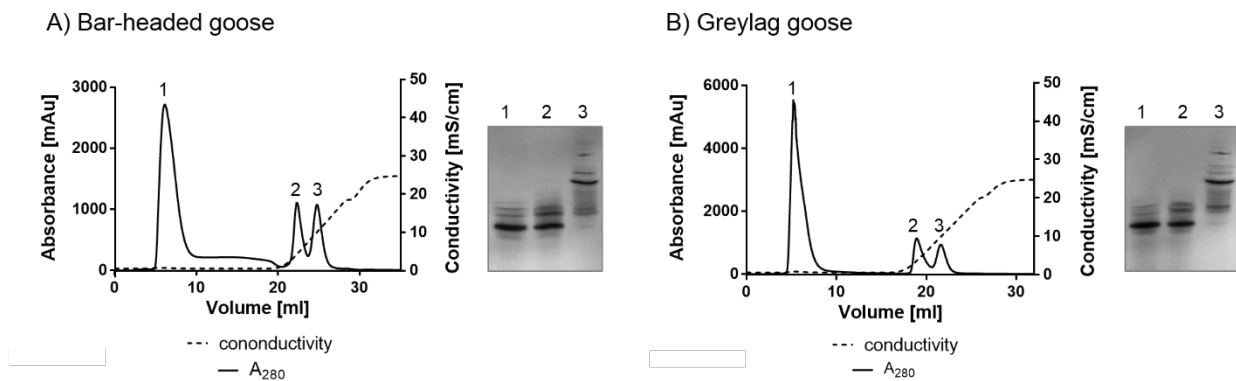 A) Bar-headed goose
Absorbance [mAu]
3000
2000
1000
0
1
2
3
50
40
30
20
10
0
Conductivity [mS/cm]
0
10
20
30
Volume [ml]
cononductivity
A280
1 2 3
B) Greylag goose
Absorbance [mAu]
6000
4000
2000
0
1
2
3
50
40
30
20
10
0
Conductivity [mS/cm]
0
10
20
30
Volume [ml]
conductivity
A280
1 2 3